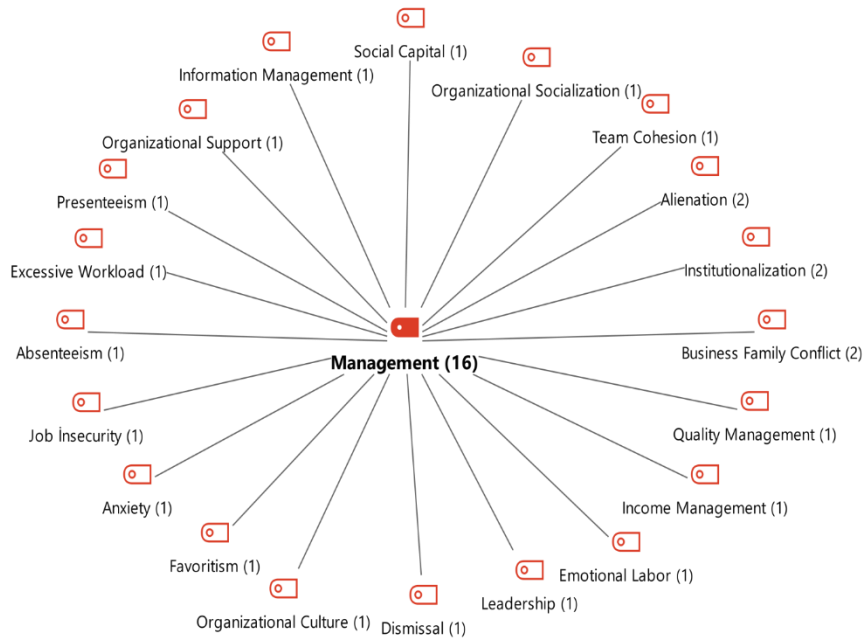 Social Capital (1)
Information Management (1)
Organizational Socialization (1)
Organizational Support (1)
Team Cohesion (1)
Presenteeism (1)
Alienation (2)
Excessive Workload (1)
Institutionalization (2)
Absenteeism (1)
Business Family Conflict (2)
Management (16)
Job İnsecurity (1)
Quality Management (1)
Anxiety (1)
Income Management (1)
Favoritism (1)
Emotional Labor (1)
Organizational Culture (1)
Leadership (1)
Dismissal (1)